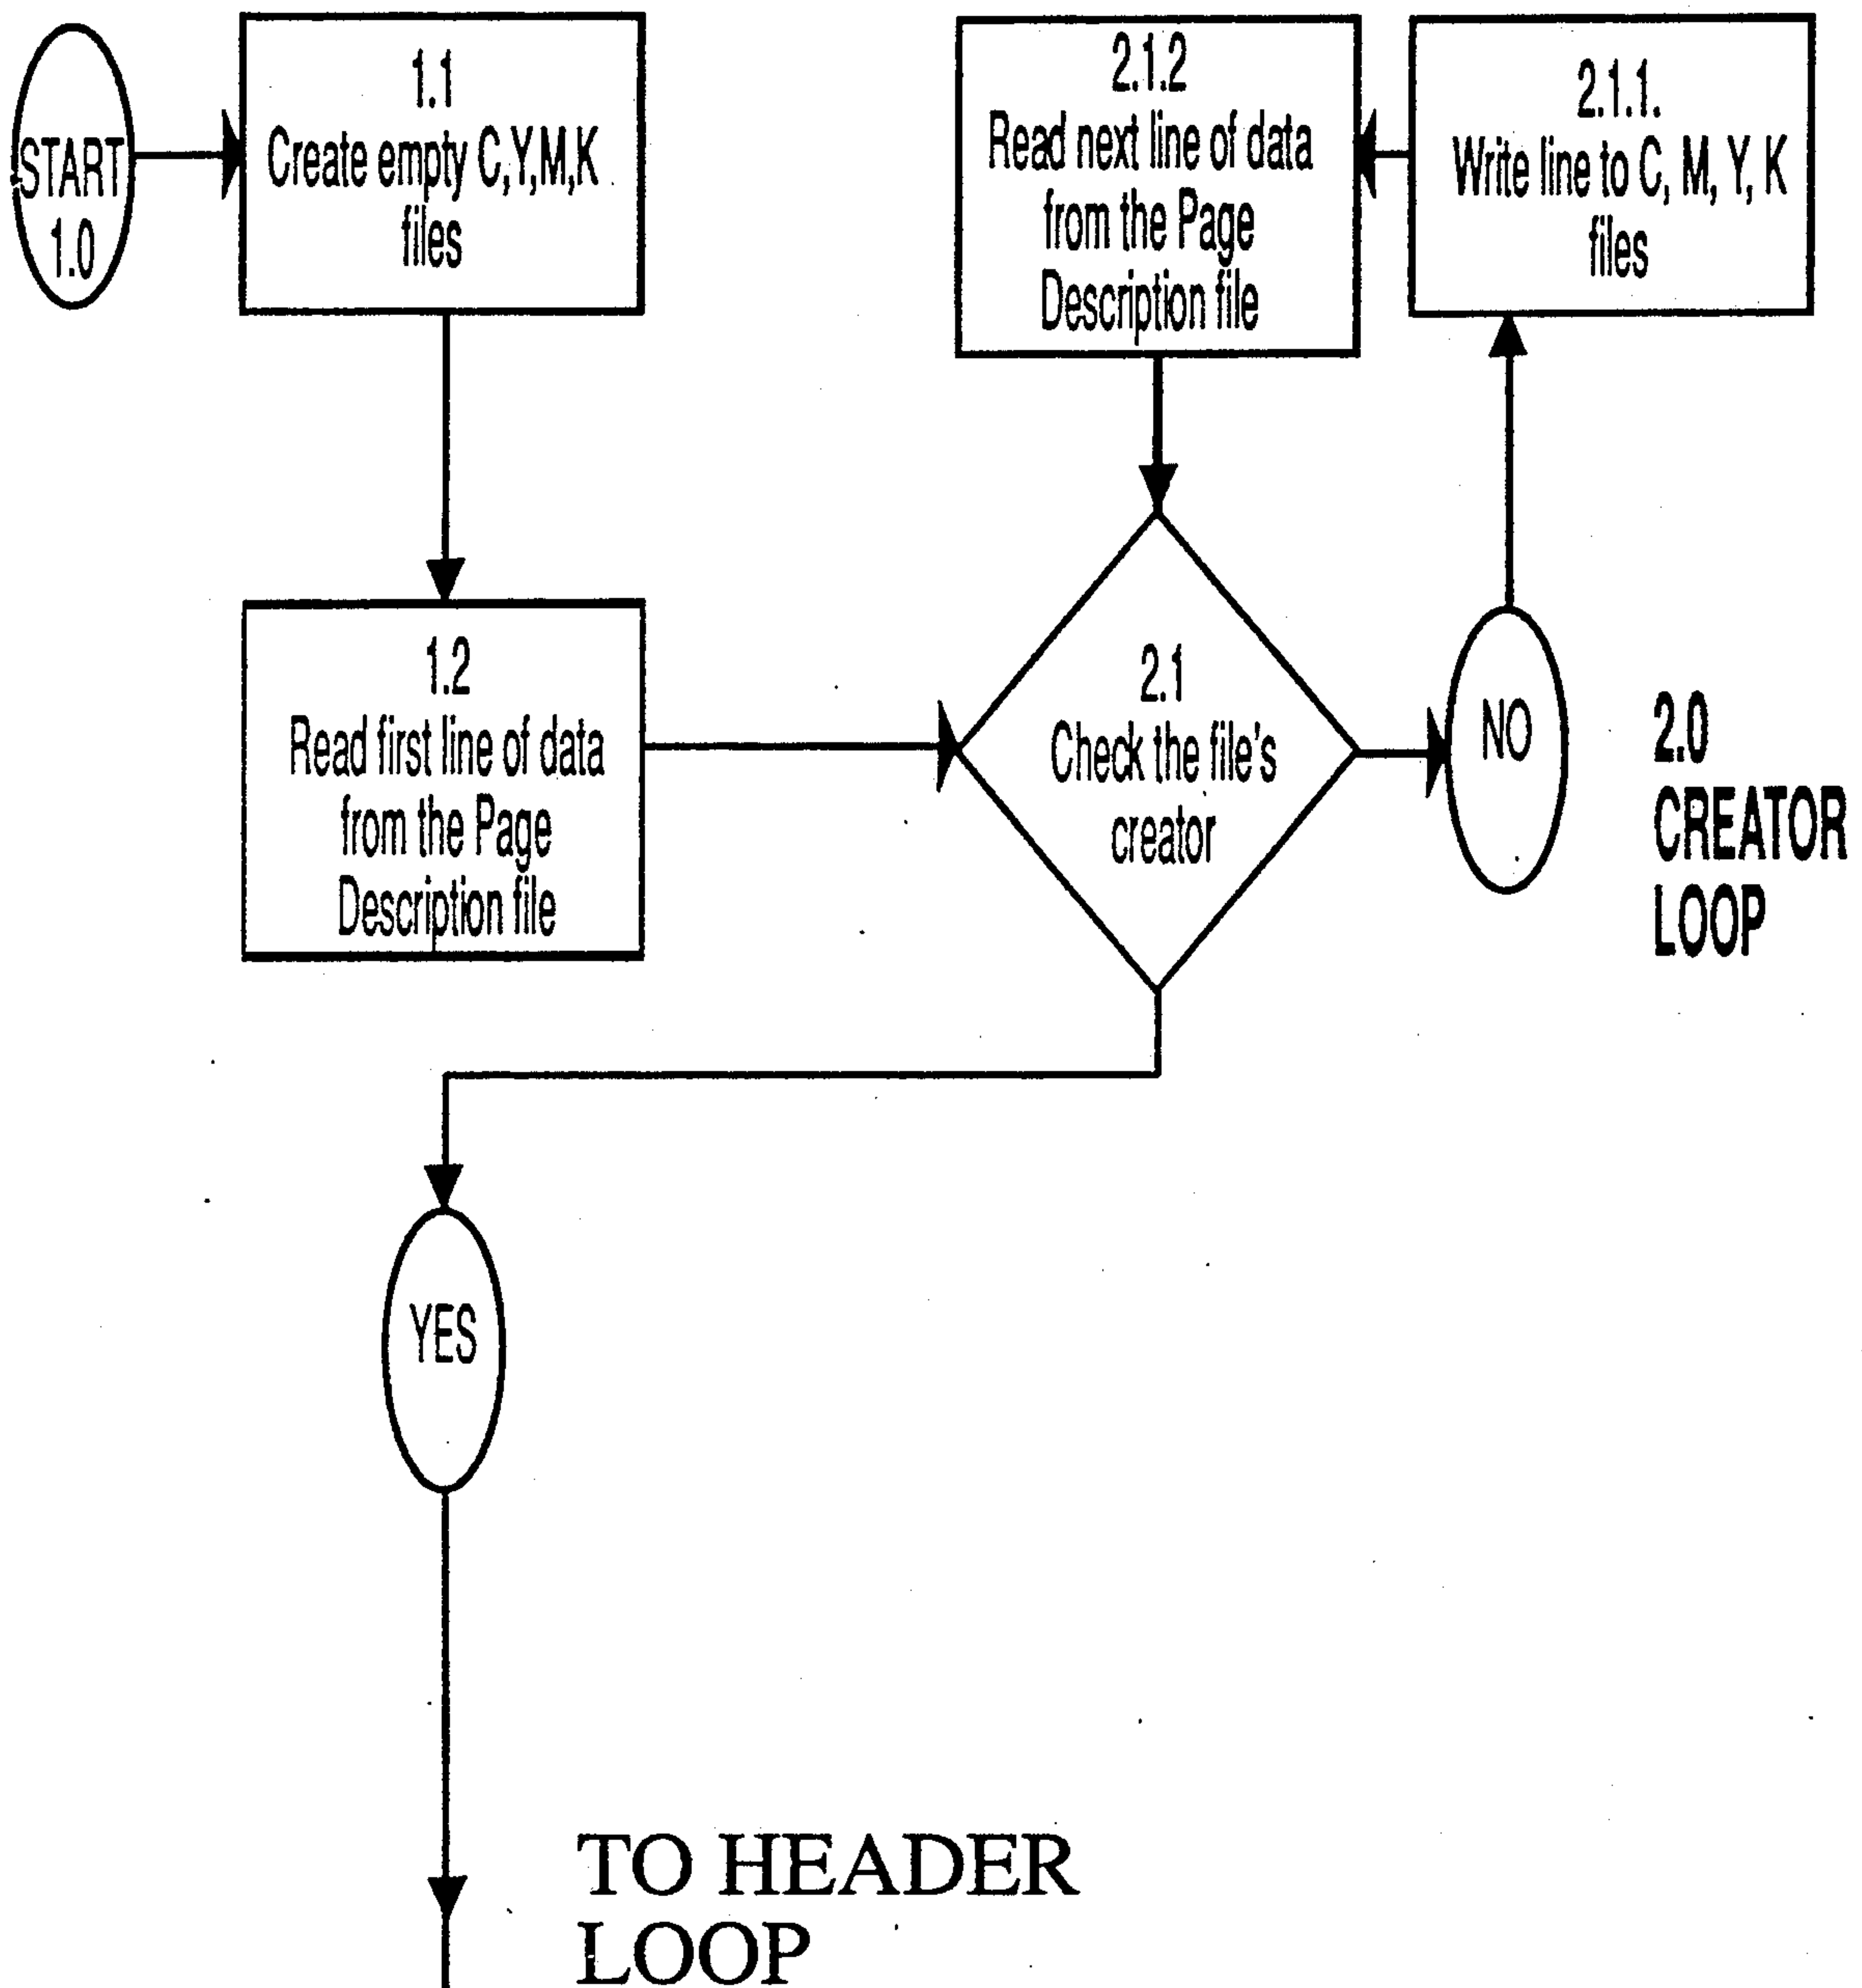 START
1.0
1.1
Create empty C,Y,M,K
files
2.1.2
Read next line of data
from the Page
Description file
2.1.1.
Write line to C, M, Y, K
files
1.2
Read first line of data
from the Page
Description file
2.1
Check the file's
creator
NO
2.0
CREATOR
LOOP
YES
TO HEADER
LOOP